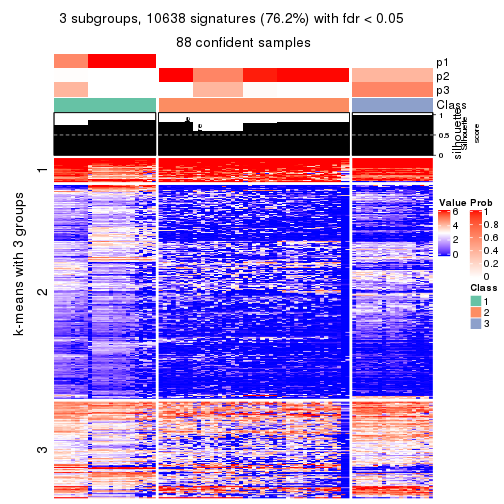 3 subgroups, 10638 signatures (76.2%) with fdr < 0.05
88 confident samples
p1
p2
p3
Class
silhouette
Silhouette
score
1
0.5
0
k-means with 3 groups
1
2
3
Value
6
4
2
0
Prob
1
0.8
0.6
0.4
0.2
0
Class
1
2
3